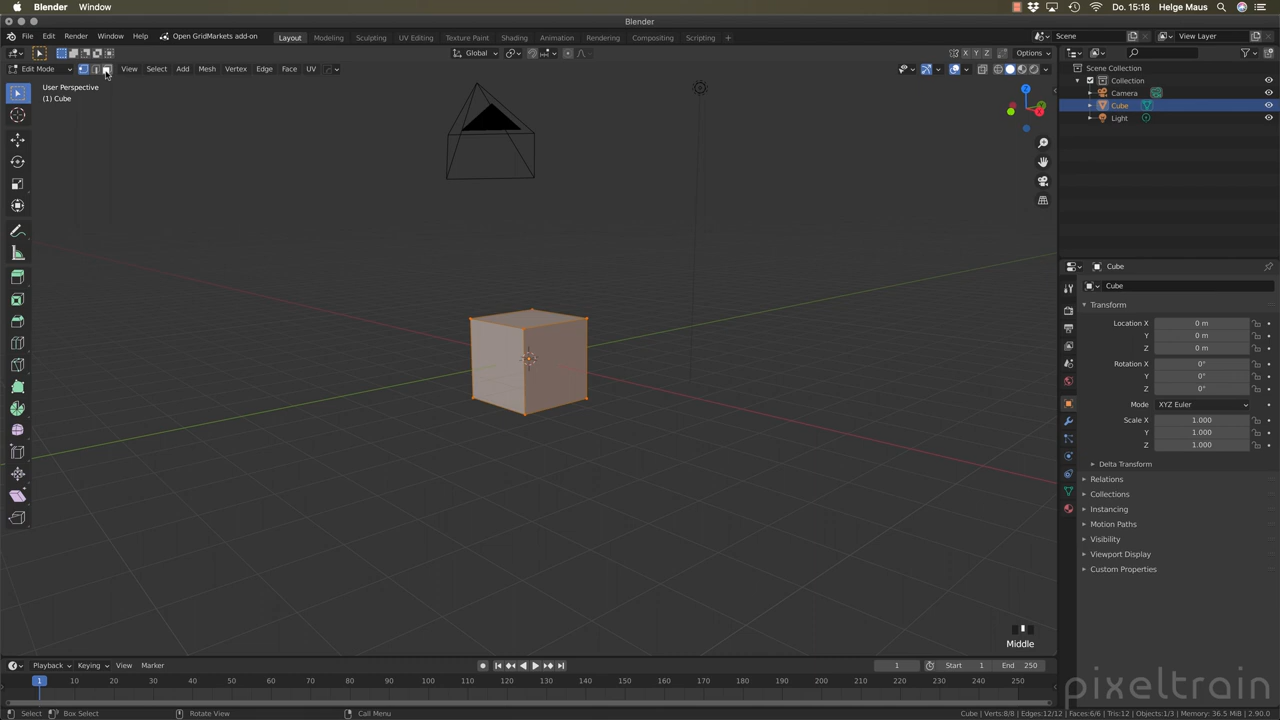 Blender Window Do. 15:18 Helge Maus
Blender
File Edit Render Window Help Open GridMarkets add-on Layout Modeling Sculpting UV Editing Texture Paint Shading Animation Rendering Compositing Scripting Scene View Layer
Global X Y Z Options
Edit Mode View Select Add Mesh Vertex Edge Face UV
User Perspective
(1) Cube
Scene Collection
Collection
Camera
Cube
Light
Cube
Cube
Transform
Location X 0 m
Y 0 m
Z 0 m
Rotation X 0°
Y 0°
Z 0°
Mode XYZ Euler
Scale X 1.000
Y 1.000
Z 1.000
Delta Transform
Relations
Collections
Instancing
Motion Paths
Visibility
Viewport Display
Custom Properties
Middle
Playback Keying View Marker 1 Start 1 End 250
1 10 20 30 40 50 60 70 80 90 100 110 120 130 140 150 160 170 180 190 200 210 220 230 240 250
pixeltrain
Select Box Select Rotate View Call Menu Cube | Verts:8/8 | Edges:12/12 | Faces:6/6 | Tris:12 | Objects:1/3 | Memory: 36.5 MiB | 2.90.0